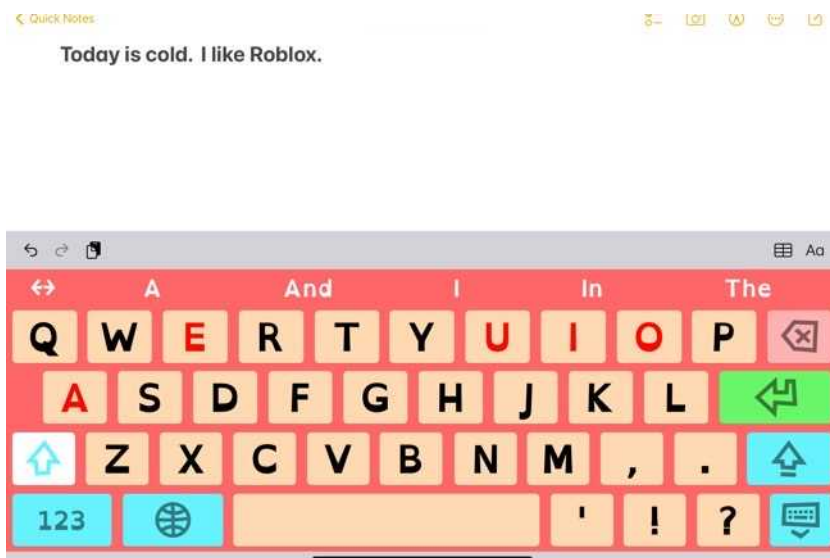 Quick Notes
Today is cold. I like Roblox.
Aa
A And I In The
Q W E R T Y U I O P
A S D F G H J K L
Z X C V B N M , .
123 ' ! ?